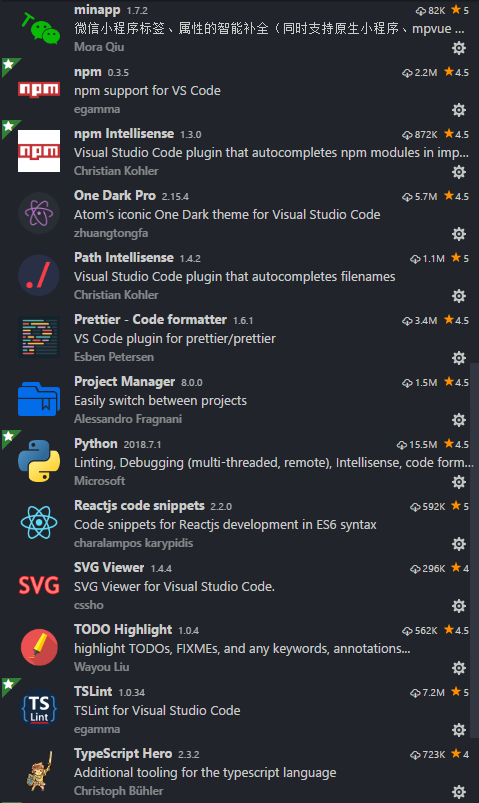 minapp 1.7.2 82K 5
微信小程序标签、属性的智能补全（同时支持原生小程序、mpvue ...
Mora Qiu
npm
npm 0.3.5 2.2M 4.5
npm support for VS Code
egamma
npm
npm Intellisense 1.3.0 872K 4.5
Visual Studio Code plugin that autocompletes npm modules in imp...
Christian Kohler
One Dark Pro 2.15.4 5.7M 4.5
Atom's iconic One Dark theme for Visual Studio Code
zhuangtongfa
Path Intellisense 1.4.2 1.1M 5
Visual Studio Code plugin that autocompletes filenames
Christian Kohler
Prettier - Code formatter 1.6.1 3.4M 4.5
VS Code plugin for prettier/prettier
Esben Petersen
Project Manager 8.0.0 1.5M 4.5
Easily switch between projects
Alessandro Fragnani
Python 2018.7.1 15.5M 4.5
Linting, Debugging (multi-threaded, remote), Intellisense, code form...
Microsoft
Reactjs code snippets 2.2.0 592K 5
Code snippets for Reactjs development in ES6 syntax
charalampos karypidis
SVG
SVG Viewer 1.4.4 296K 4
SVG Viewer for Visual Studio Code.
cssho
TODO Highlight 1.0.4 562K 4.5
highlight TODOs, FIXMEs, and any keywords, annotations...
Wayou Liu
TS
Lint
TSLint 1.0.34 7.2M 5
TSLint for Visual Studio Code
egamma
TypeScript Hero 2.3.2 723K 4
Additional tooling for the typescript language
Christoph Bühler